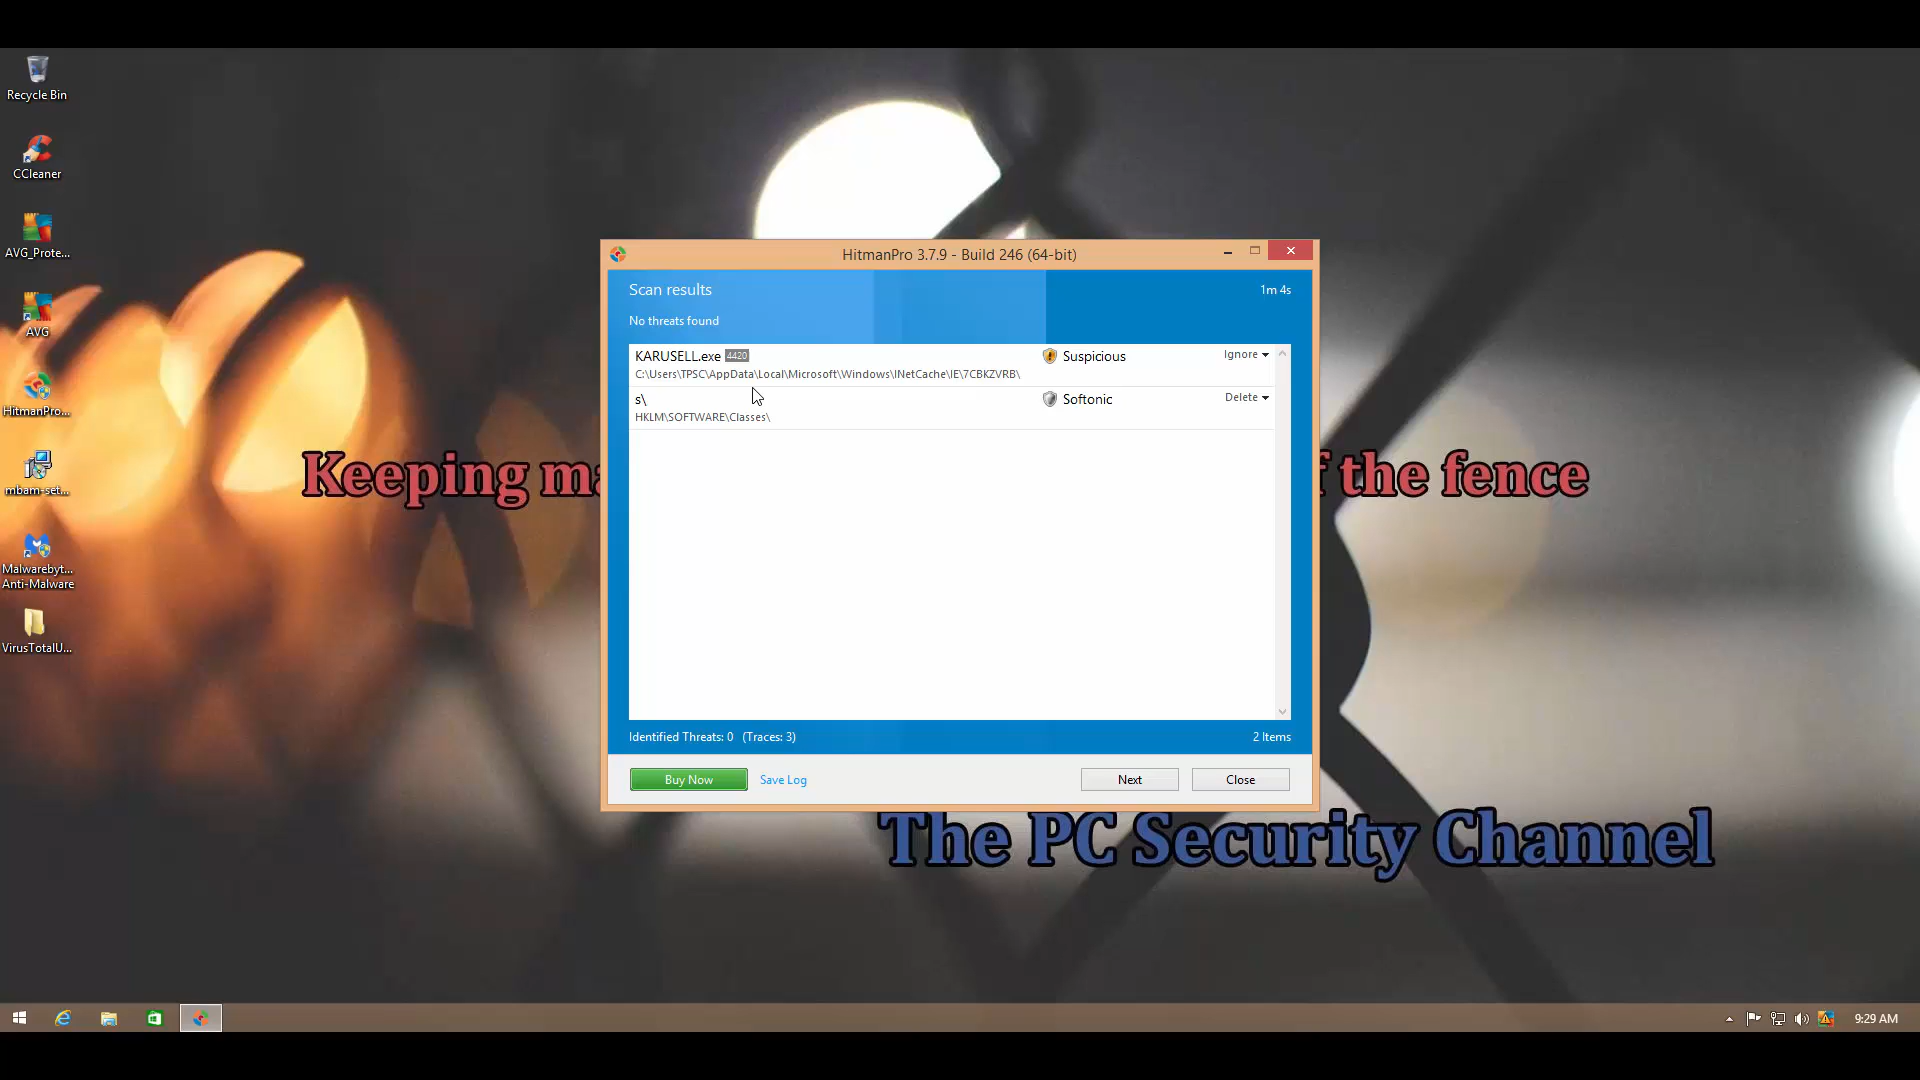 Recycle Bin
CCleaner
AVG_Prote...
AVG
HitmanPro...
mbam-set...
Malwarebyt...
Anti-Malware
VirusTotalU...
HitmanPro 3.7.9 - Build 246 (64-bit)
Scan results
1m 4s
No threats found
KARUSELL.exe 4420
Suspicious
Ignore
C:\Users\TPSC\AppData\Local\Microsoft\Windows\INetCache\IE\7CBKZVRB\
s\
Softonic
Delete
HKLM\SOFTWARE\Classes\
Identified Threats: 0 (Traces: 3)
2 Items
Buy Now
Save Log
Next
Close
Keeping
the fence
The PC Security Channel
9:29 AM